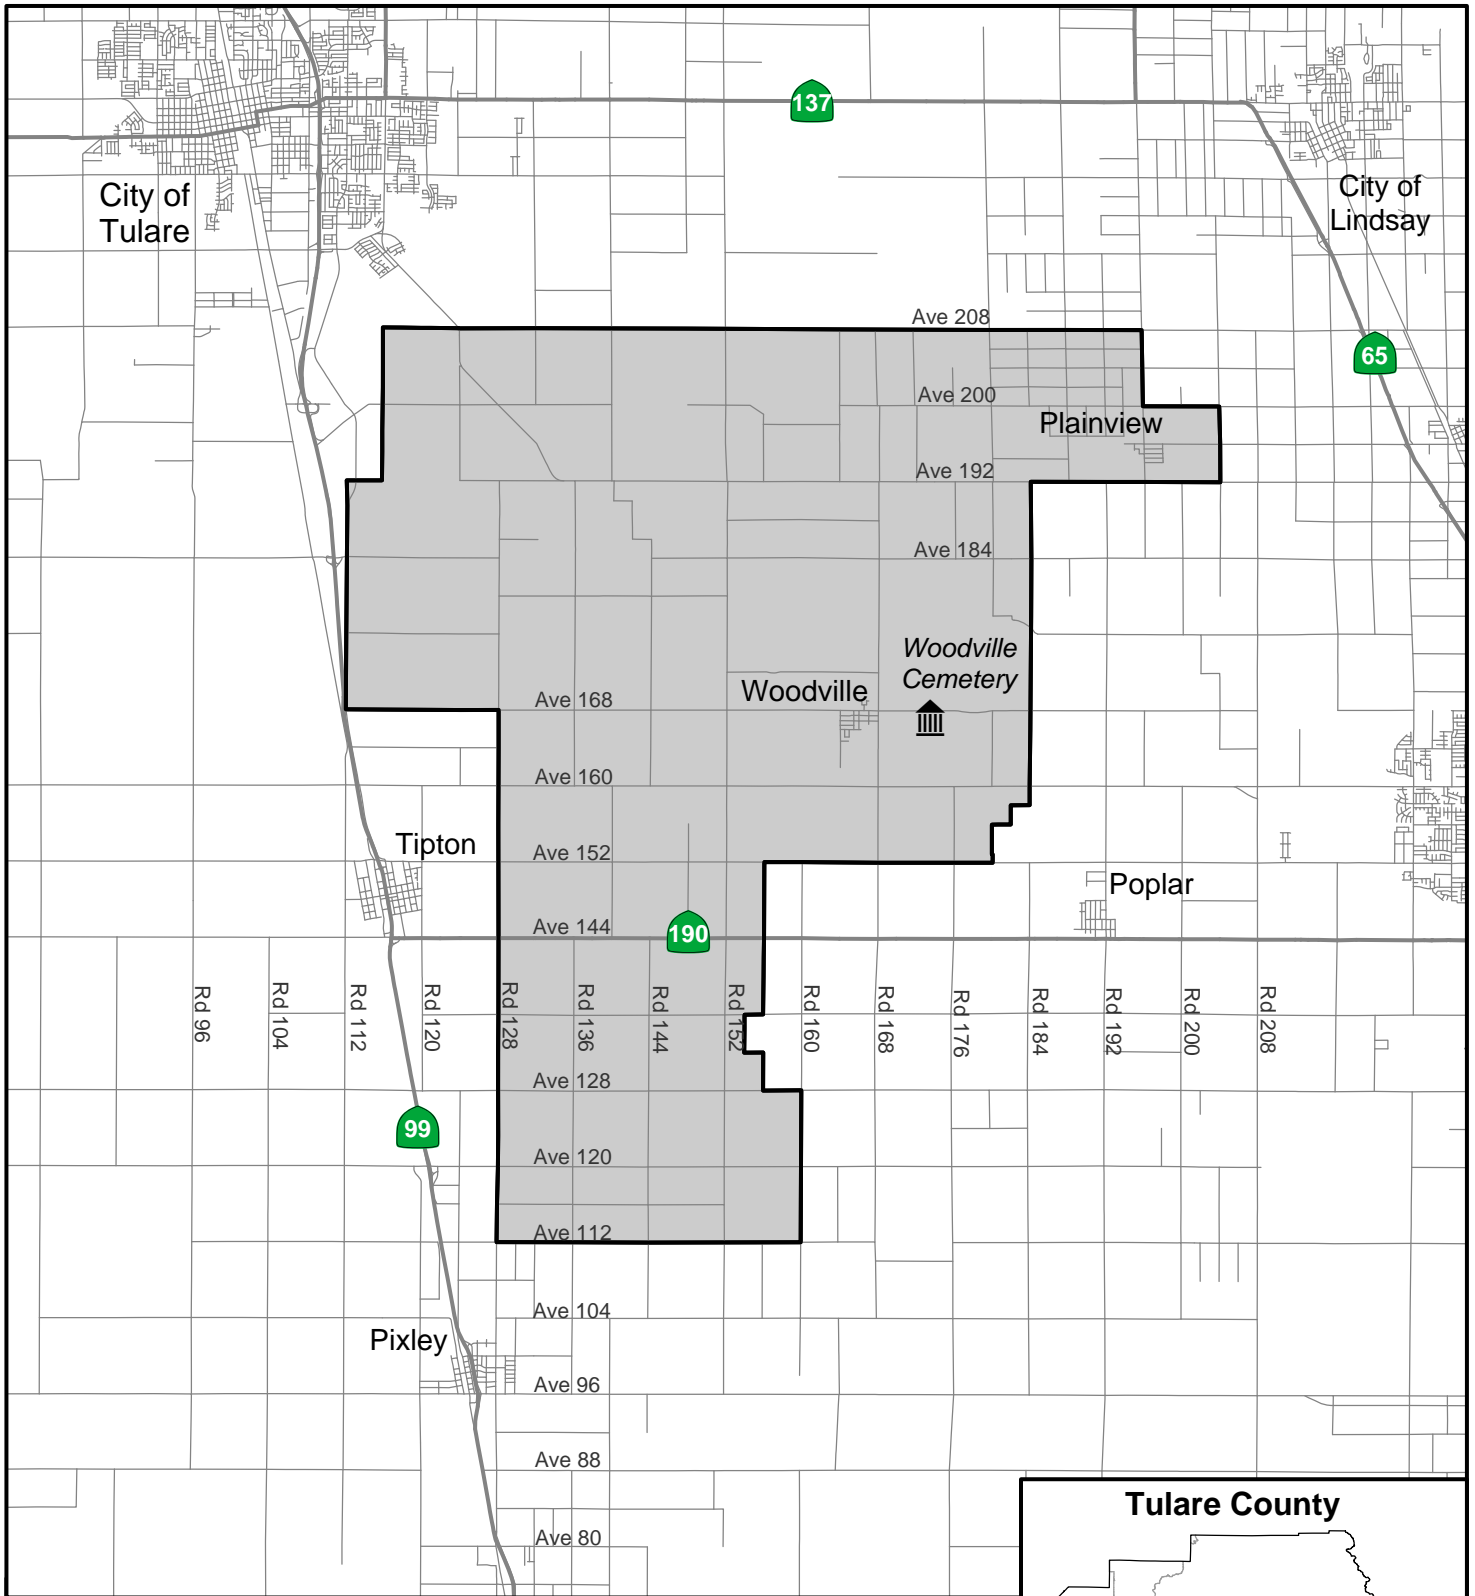 137
City of
Tulare
City of
Lindsay
Ave 208
65
Ave 200
Plainview
Ave 192
Ave 184
Woodville
Cemetery
Woodville
Ave 168
Ave 160
Tipton
Ave 152
Poplar
Ave 144
190
Rd 96
Rd 104
Rd 112
Rd 120
Rd 128
Rd 136
Rd 144
Rd 152
Rd 160
Rd 168
Rd 176
Rd 184
Rd 192
Rd 200
Rd 208
Ave 128
99
Ave 120
Ave 112
Ave 104
Pixley
Ave 96
Ave 88
Tulare County
Ave 80